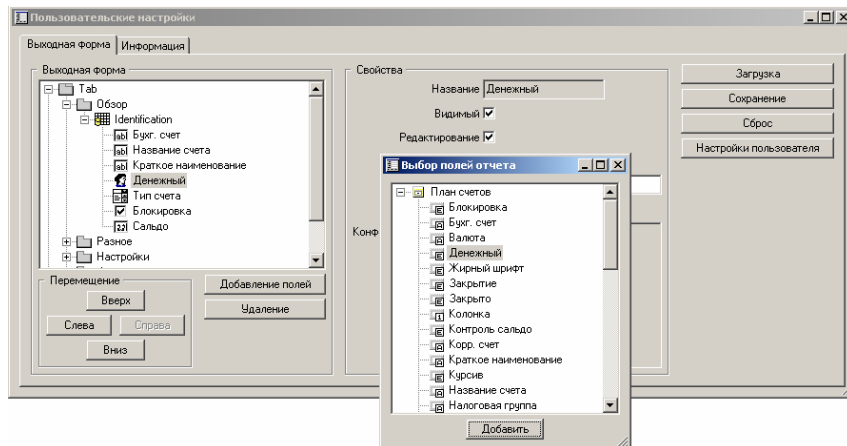 Пользовательские настройки
Выходная форма
Информация
Выходная форма
Tab
Обзор
Identification
Бухг. счет
Название счета
Краткое наименование
Денежный
Тип счета
Блокировка
Сальдо
Разное
Настройки
Перемещение
Вверх
Слева
Справа
Вниз
Добавление полей
Удаление
Свойства
Название
Денежный
Видимый
Редактирование
Конф
Загрузка
Сохранение
Сброс
Настройки пользователя
Выбор полей отчета
План счетов
Блокировка
Бухг. счет
Валюта
Денежный
Жирный шрифт
Закрытие
Закрыто
Колонка
Контроль сальдо
Корр. счет
Краткое наименование
Курсив
Название счета
Налоговая группа
Добавить